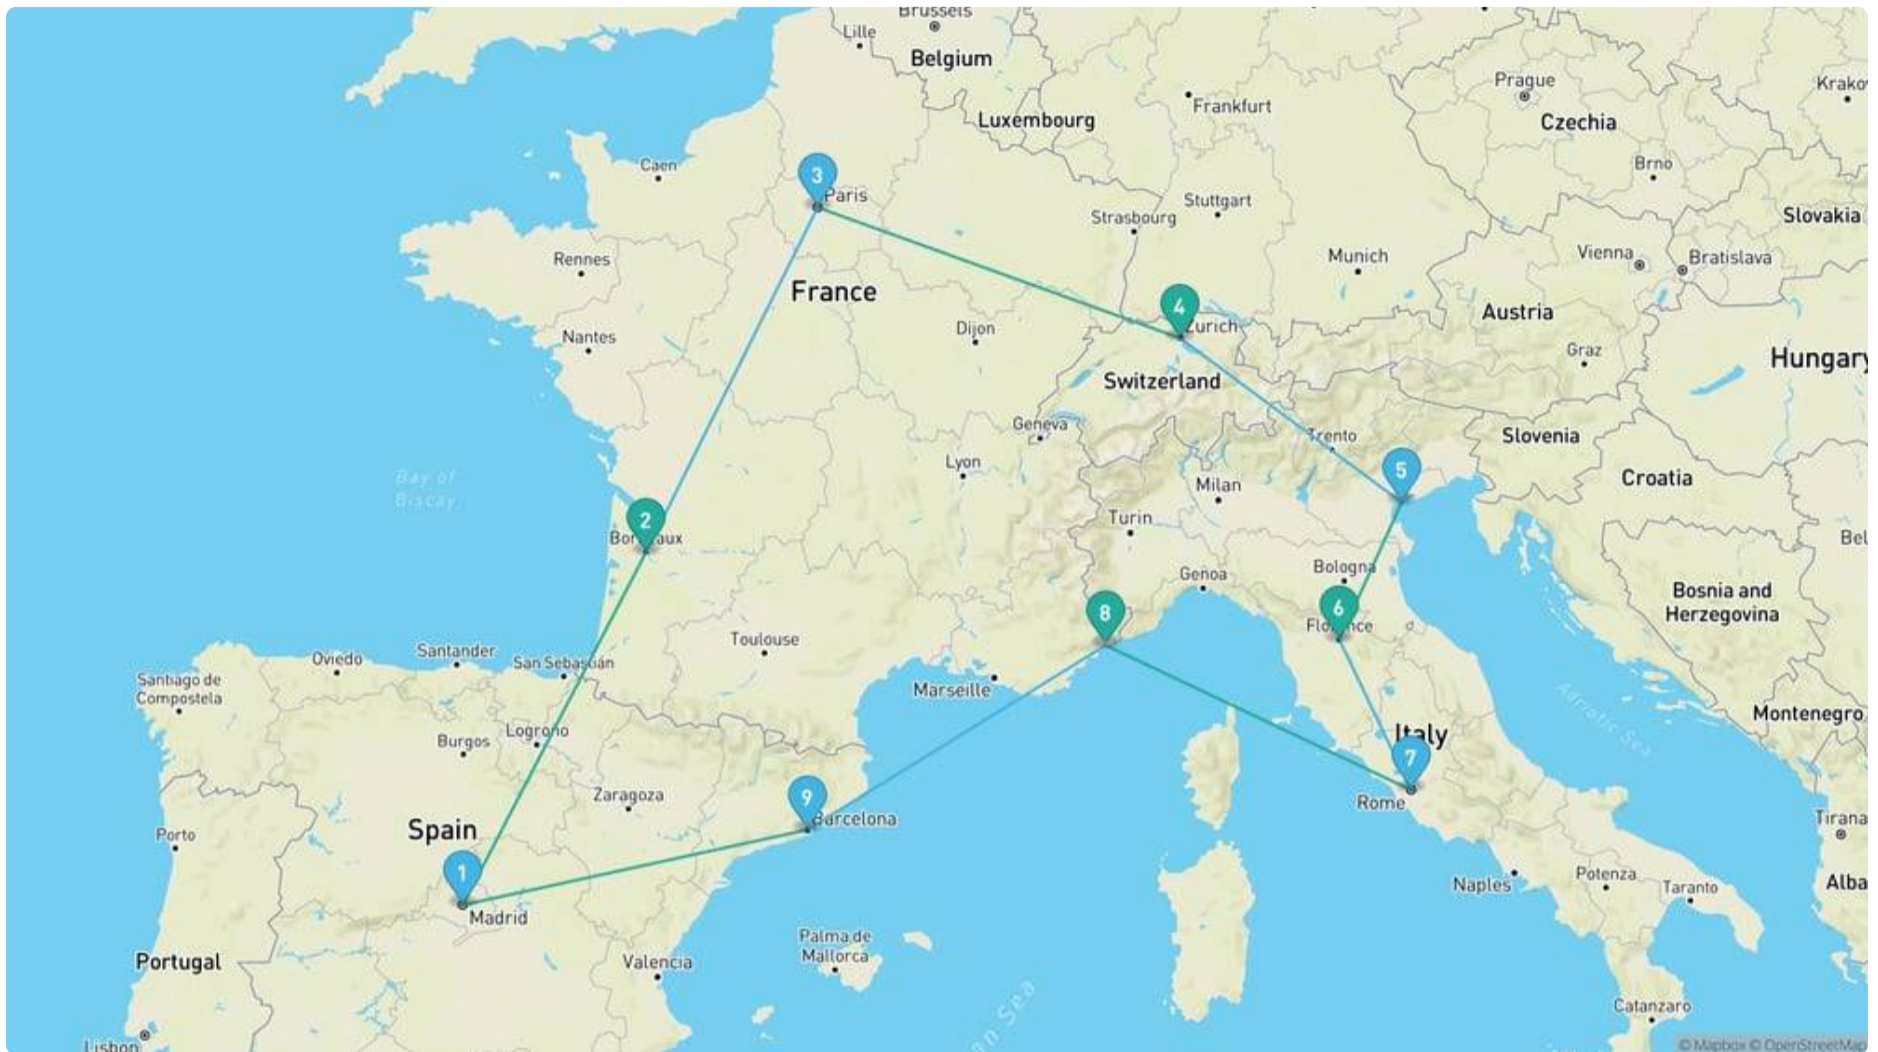 Brussels
Lille
Belgium
Prague
Krako
Frankfurt
Luxembourg
Czechia
Caen
Brno
3
Paris
Stuttgart
Strasbourg
Slovakia
Rennes
Munich
Vienna
Bratislava
France
4
Zurich
Austria
Dijon
Nantes
Graz
Hungary
Switzerland
Geneva
Trento
Slovenia
Lyon
5
Croatia
Bay of
Biscay
Milan
2
Turin
Bordeaux
Bel
Genoa
Bologna
Bosnia and
Herzegovina
8
6
Florence
Toulouse
Santander
Oviedo
San Sebastián
Santiago de
Compostela
Marseille
Adriatic Sea
Montenegro
Logroño
Burgos
Italy
7
Zaragoza
9
Rome
Barcelona
Spain
Porto
Tirana
1
Madrid
Naples
Potenza
Taranto
Alba
Palma de
Mallorca
Portugal
Valencia
an Sea
Catanzaro
Lisbon
© Mapbox © OpenStreetMap